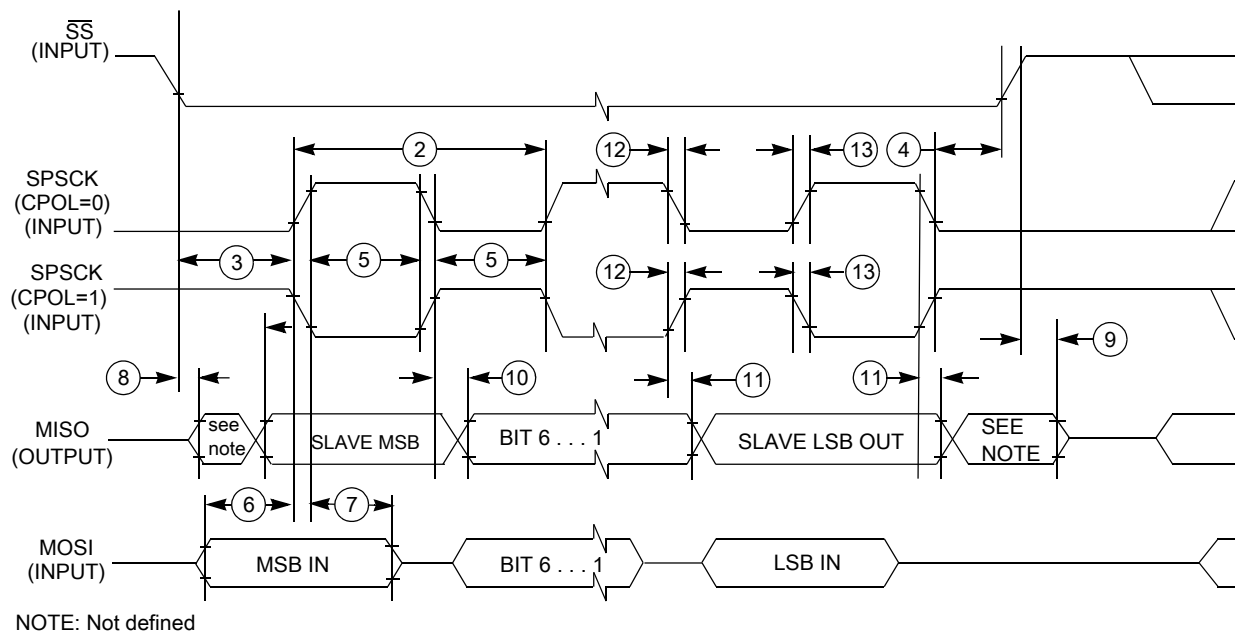 SS
(INPUT)
2
12
13
4
SPSCK
(CPOL=0)
(INPUT)
3
5
5
12
13
SPSCK
(CPOL=1)
(INPUT)
8
10
11
11
9
MISO
(OUTPUT)
see
note
SLAVE MSB
BIT 6 . . . 1
SLAVE LSB OUT
SEE
NOTE
6
7
MOSI
(INPUT)
MSB IN
BIT 6 . . . 1
LSB IN
NOTE: Not defined